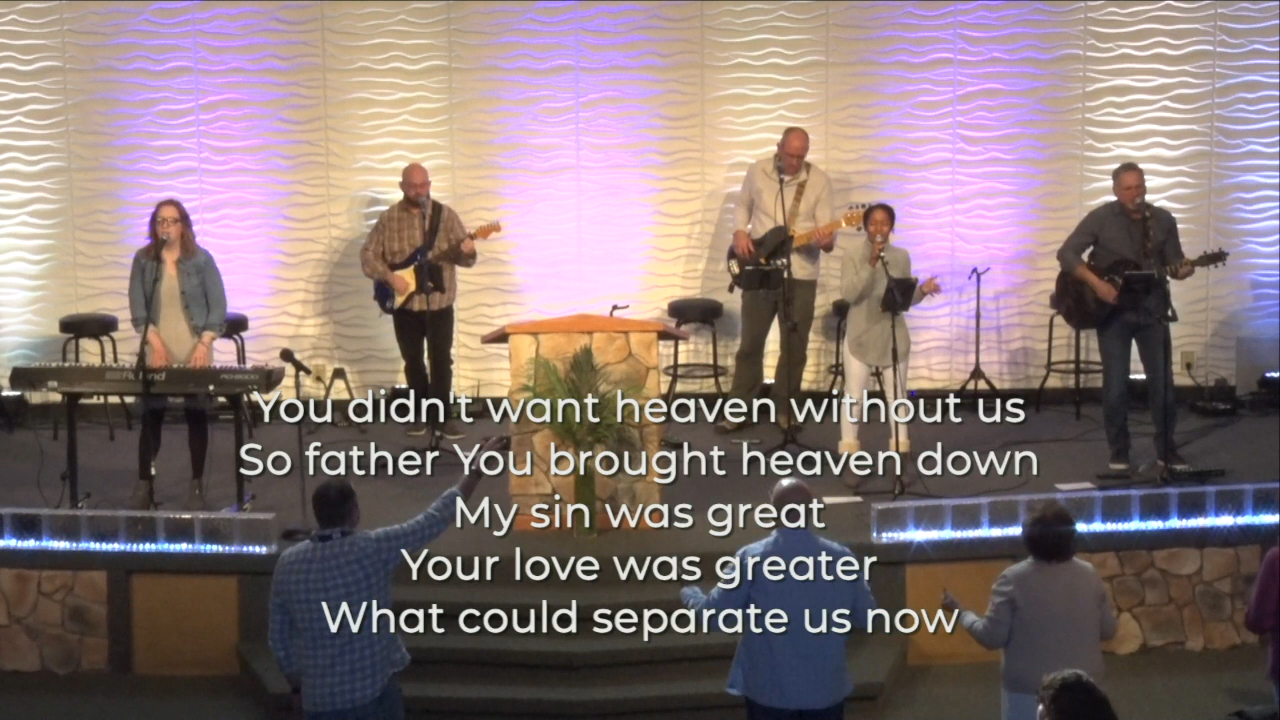 You didn't want heaven without us
So father You brought heaven down
My sin was great
Your love was greater
What could separate us now
Roland